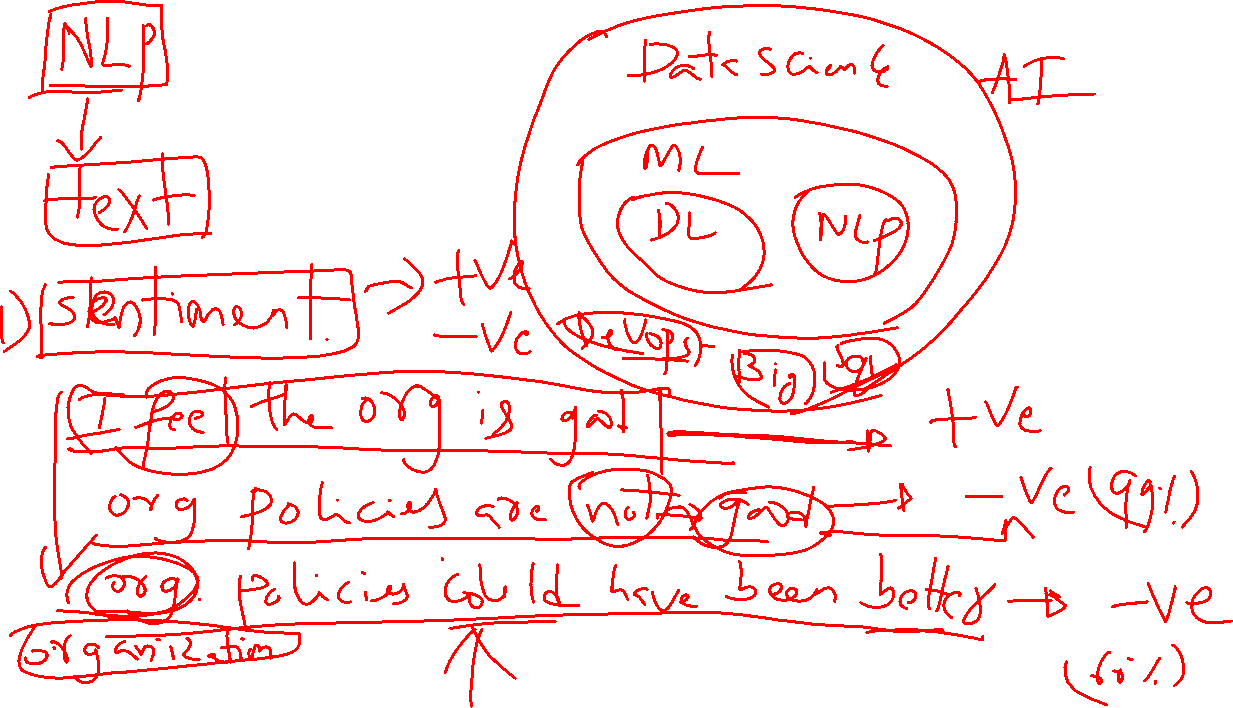 NLP
text
Data Science
AI
ML
DL
NLP
DevOps
Big
sql
1) Sentiment → +ve
-ve
I feel the org is good → +ve
org policies are not good → -ve (99%)
org. policies could have been better → -ve
organization